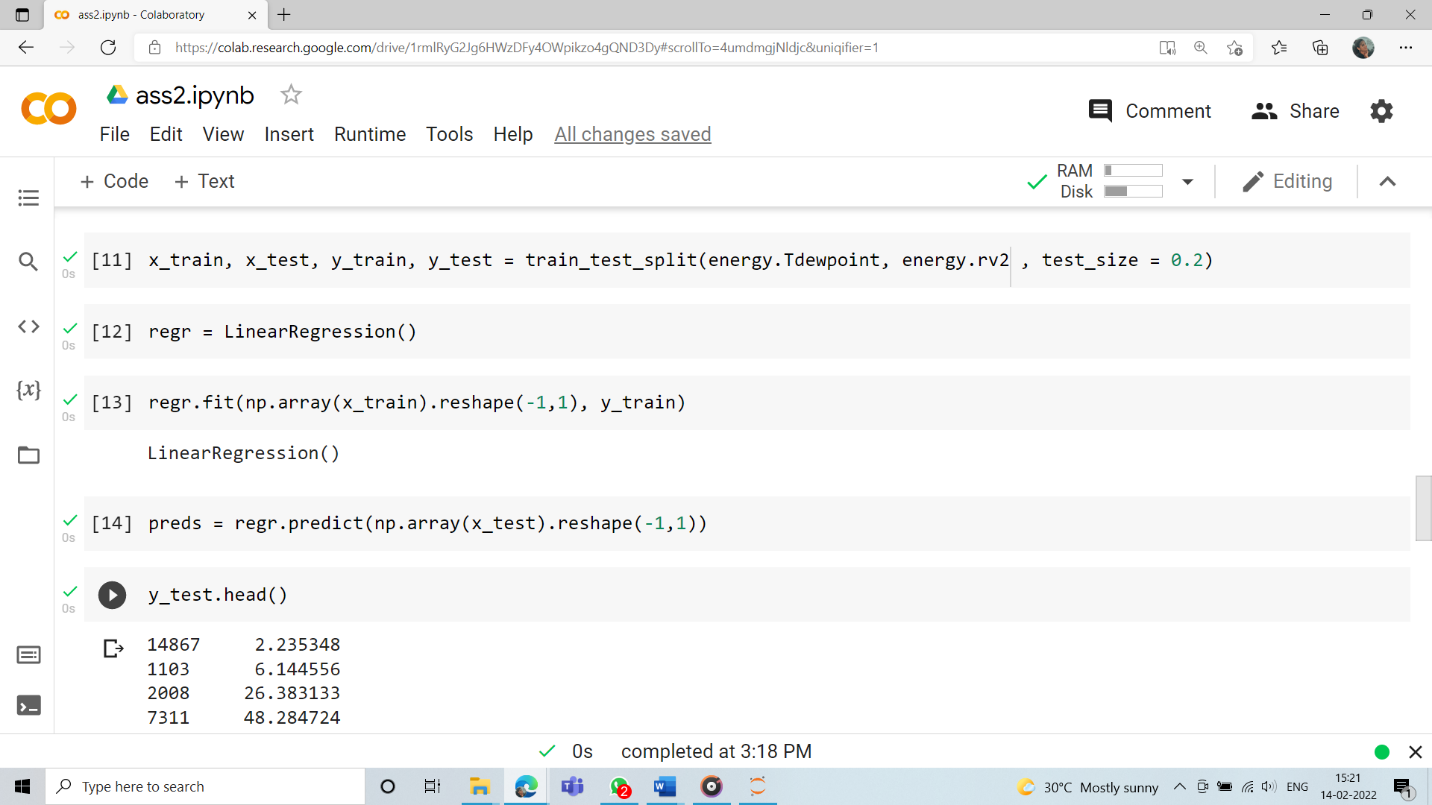 ass2.ipynb - Colaboratory
https://colab.research.google.com/drive/1rmIRyG2Jg6HWzDFy4OWpikzo4gQND3Dy#scrollTo=4umdmgjNldjc&uniqifier=1
ass2.ipynb
Comment Share
File Edit View Insert Runtime Tools Help All changes saved
+ Code + Text
RAM
Disk
Editing
[11] x_train, x_test, y_train, y_test = train_test_split(energy.Tdewpoint, energy.rv2 , test_size = 0.2)
0s
[12] regr = LinearRegression()
0s
{x}
[13] regr.fit(np.array(x_train).reshape(-1,1), y_train)
0s
LinearRegression()
[14] preds = regr.predict(np.array(x_test).reshape(-1,1))
0s
y_test.head()
0s
14867 2.235348
1103 6.144556
2008 26.383133
7311 48.284724
0s completed at 3:18 PM
Type here to search
2
30°C Mostly sunny
ENG
15:21
14-02-2022
1